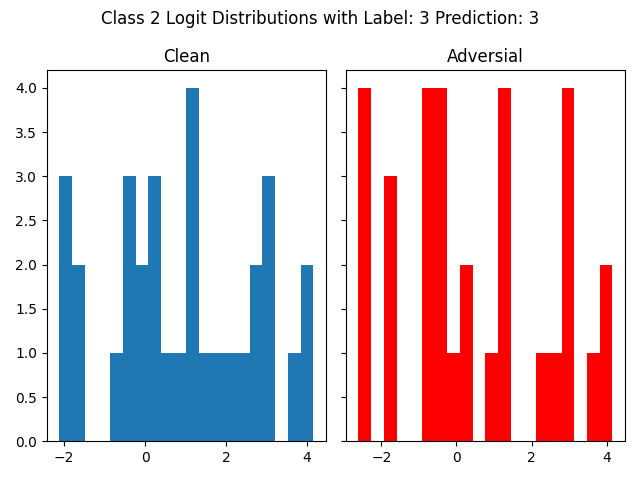 Class 2 Logit Distributions with Label: 3 Prediction: 3
Clean
Adversial
4.0
3.5
3.0
2.5
2.0
1.5
1.0
0.5
0.0
−2 0 2 4
−2 0 2 4